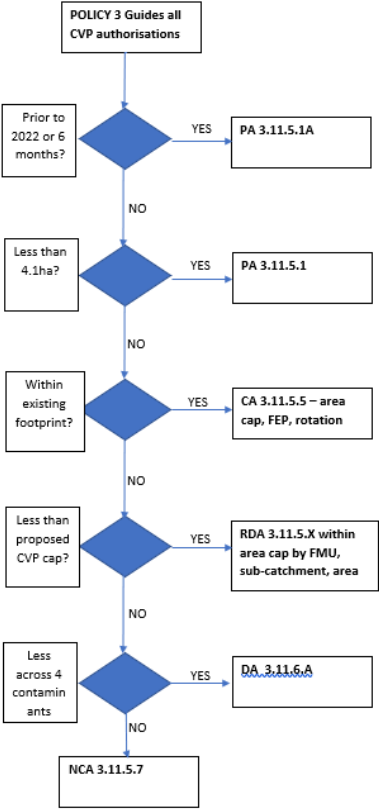 POLICY 3 Guides all
CVP authorisations
Prior to
2022 or 6
months?
YES
PA 3.11.5.1A
NO
Less than
4.1ha?
YES
PA 3.11.5.1
NO
Within
existing
footprint?
YES
CA 3.11.5.5 – area
cap, FEP, rotation
NO
Less than
proposed
CVP cap?
YES
RDA 3.11.5.X within
area cap by FMU,
sub-catchment, area
NO
Less
across 4
contamin
ants
YES
DA 3.11.6.A
NO
NCA 3.11.5.7